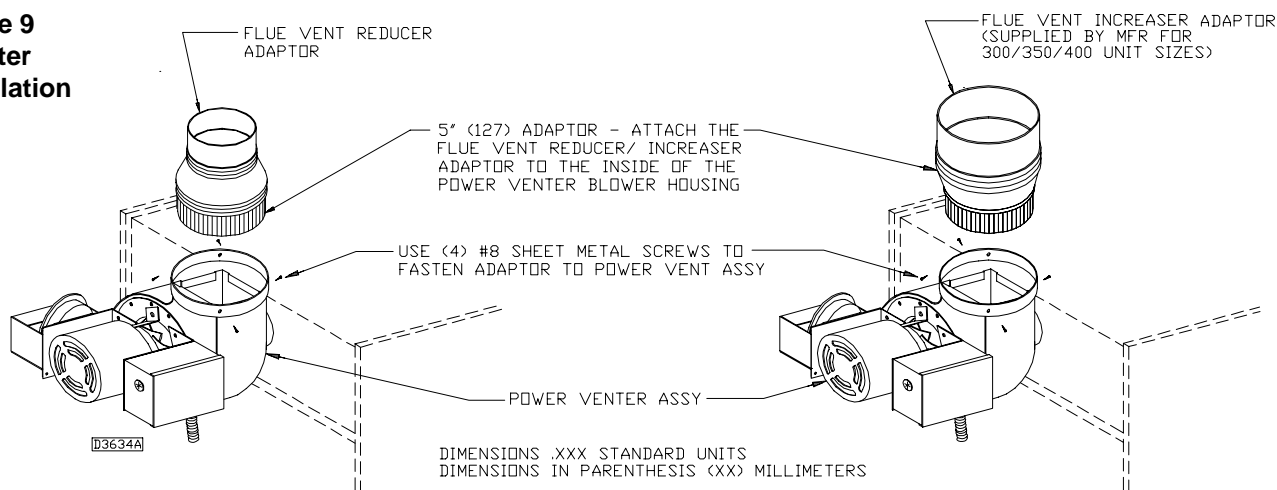 e 9
ter
lation
FLUE VENT REDUCER
ADAPTOR
FLUE VENT INCREASER ADAPTOR
(SUPPLIED BY MFR FOR
300/350/400 UNIT SIZES)
5" (127) ADAPTOR - ATTACH THE
FLUE VENT REDUCER/ INCREASER
ADAPTOR TO THE INSIDE OF THE
POWER VENTER BLOWER HOUSING
USE (4) #8 SHEET METAL SCREWS TO
FASTEN ADAPTOR TO POWER VENT ASSY
POWER VENTER ASSY
D3634A
DIMENSIONS .XXX STANDARD UNITS
DIMENSIONS IN PARENTHESIS (XX) MILLIMETERS